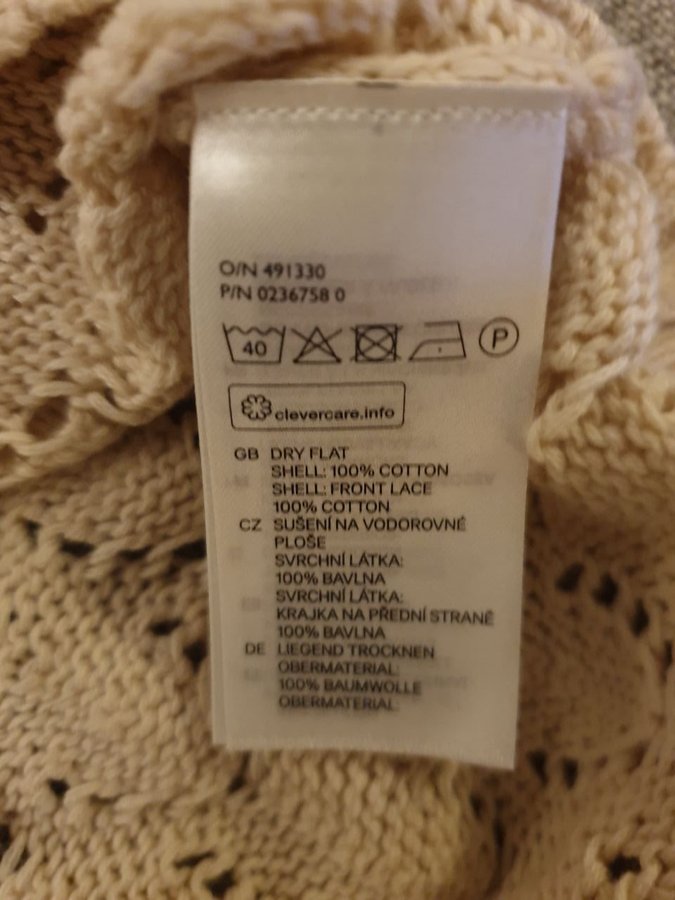 O/N 491330
P/N 0236758 0
40 P
clevercare.info
GB DRY FLAT
SHELL: 100% COTTON
SHELL: FRONT LACE
100% COTTON
CZ SUŠENÍ NA VODOROVNÉ
PLOŠE
SVRCHNÍ LÁTKA:
100% BAVLNA
SVRCHNÍ LÁTKA:
KRAJKA NA PŘEDNÍ STRANĚ
100% BAVLNA
DE LIEGEND TROCKNEN
OBERMATERIAL:
100% BAUMWOLLE
OBERMATERIAL: